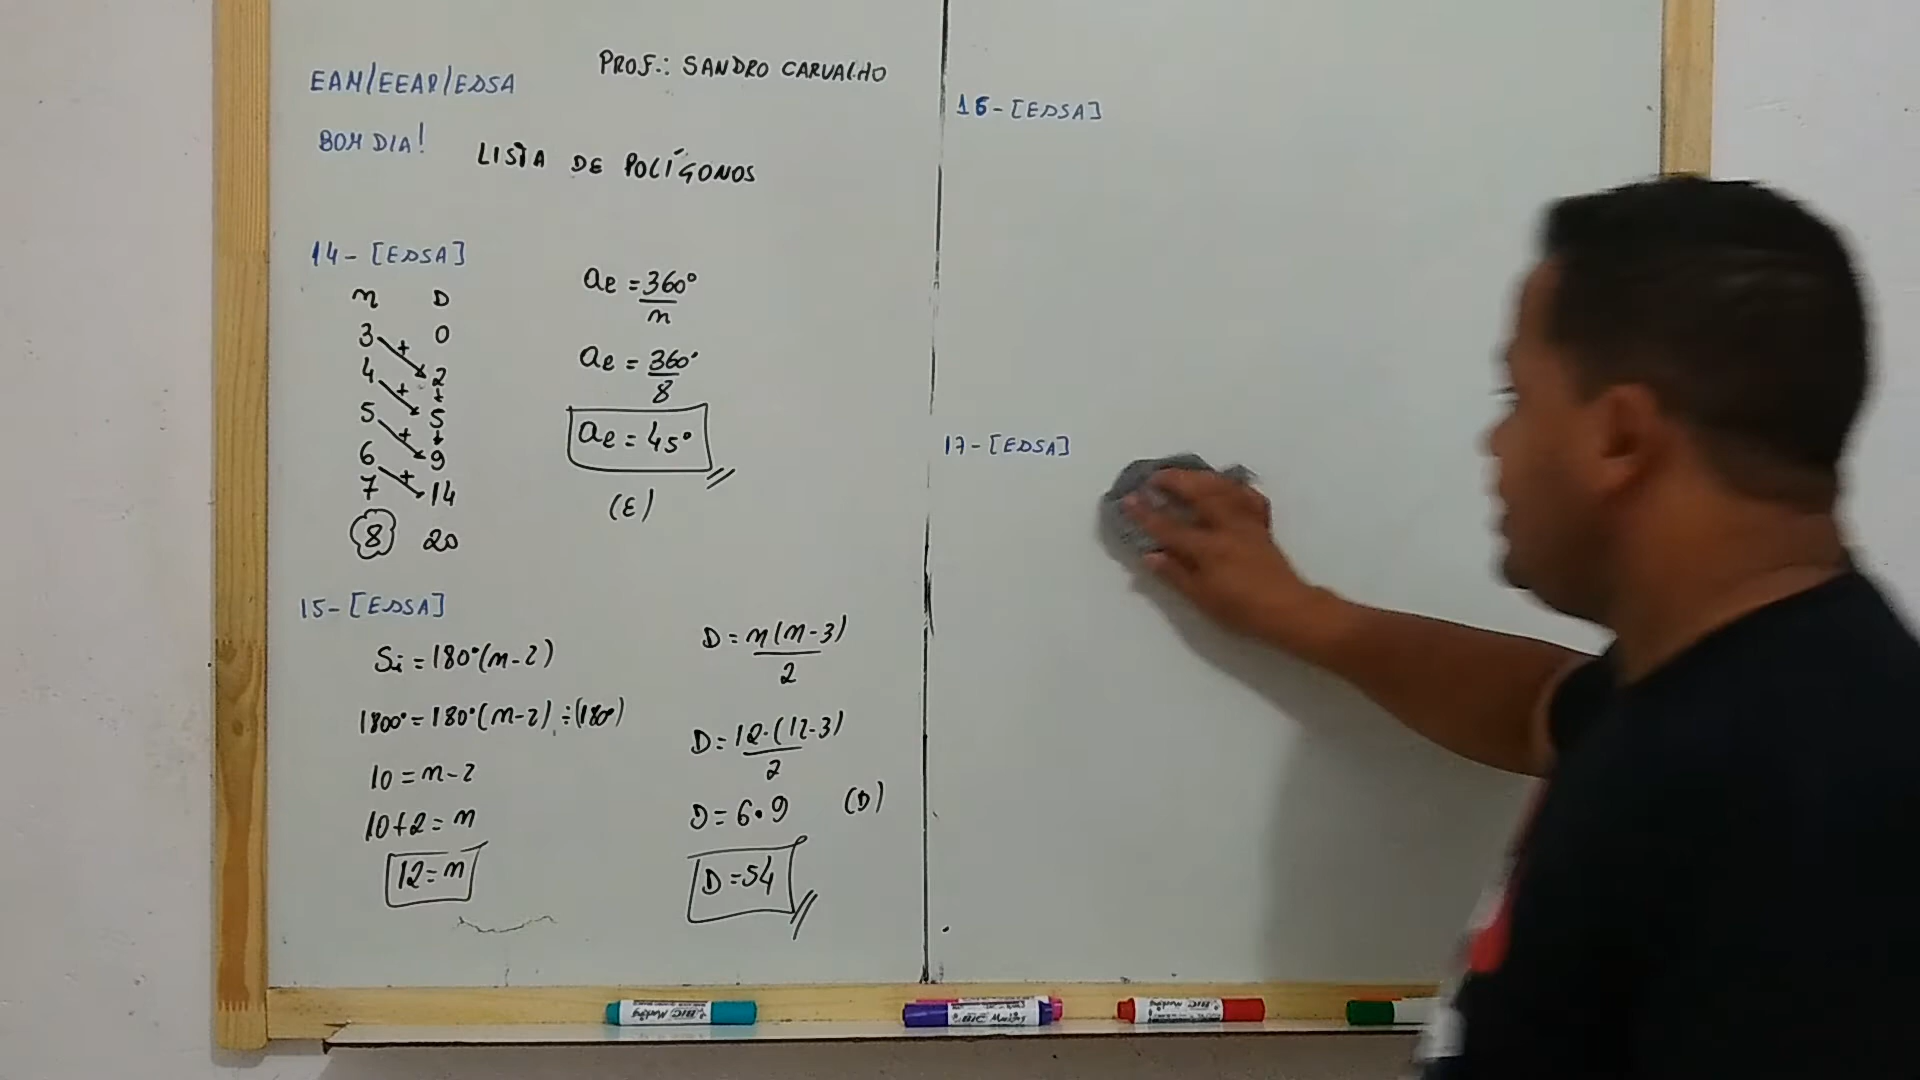 EAM/EEAR/EDSA
PROF.: SANDRO CARVALHO
BOM DIA!
LISTA DE POLÍGONOS
14- [EDSA]
n D
3 + 0
4 + 2
5 + 5
6 + 9
7 14
8 20
ae = 360°/n
ae = 360°/8
ae = 45°
(E)
15- [EDSA]
Si = 180°(n-2)
1800° = 180°(n-2) ÷(180°)
10 = n-2
10+2 = n
12 = n
D = n(n-3)/2
D = 12·(12-3)/2
D = 6·9 (D)
D = 54
16- [EDSA]
17- [EDSA]